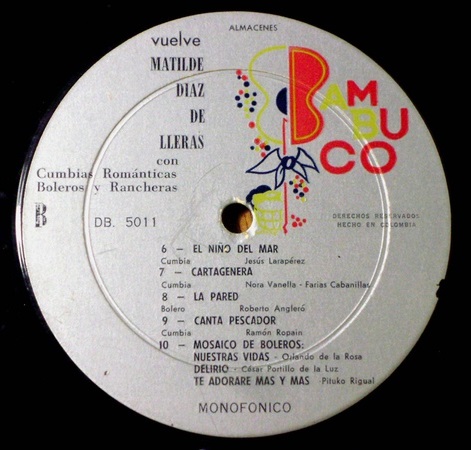 ALMACENES
BAMBUCO
vuelve
MATILDE
DIAZ
DE
LLERAS
con
Cumbias Románticas
Boleros y Rancheras
B
DB. 5011
DERECHOS RESERVADOS
HECHO EN COLOMBIA
6 — EL NIÑO DEL MAR
Cumbia Jesús Larapérez
7 — CARTAGENERA
Cumbia Nora Vanella - Farias Cabanillas
8 — LA PARED
Bolero Roberto Angleró
9 — CANTA PESCADOR
Cumbia Ramón Ropain
10 — MOSAICO DE BOLEROS:
NUESTRAS VIDAS - Orlando de la Rosa
DELIRIO - César Portillo de la Luz
TE ADORARE MAS Y MAS -Pituko Rigual
MONOFONICO